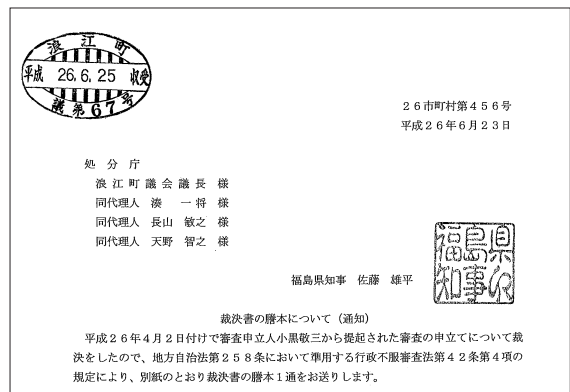 浪江町
平成 26.6.25 収受
議第67号
26市町村第456号
平成26年6月23日
処分庁
浪江町議会議長 様
同代理人 湊 一将 様
同代理人 長山 敏之 様
同代理人 天野 智之 様
福島県知事 佐藤 雄平
福島県
知事印
裁決書の謄本について(通知)
平成26年4月2日付けで審査申立人小黒敬三から提起された審査の申立てについて裁
決をしたので、地方自治法第258条において準用する行政不服審査法第42条第4項の
規定により、別紙のとおり裁決書の謄本1通をお送りします。